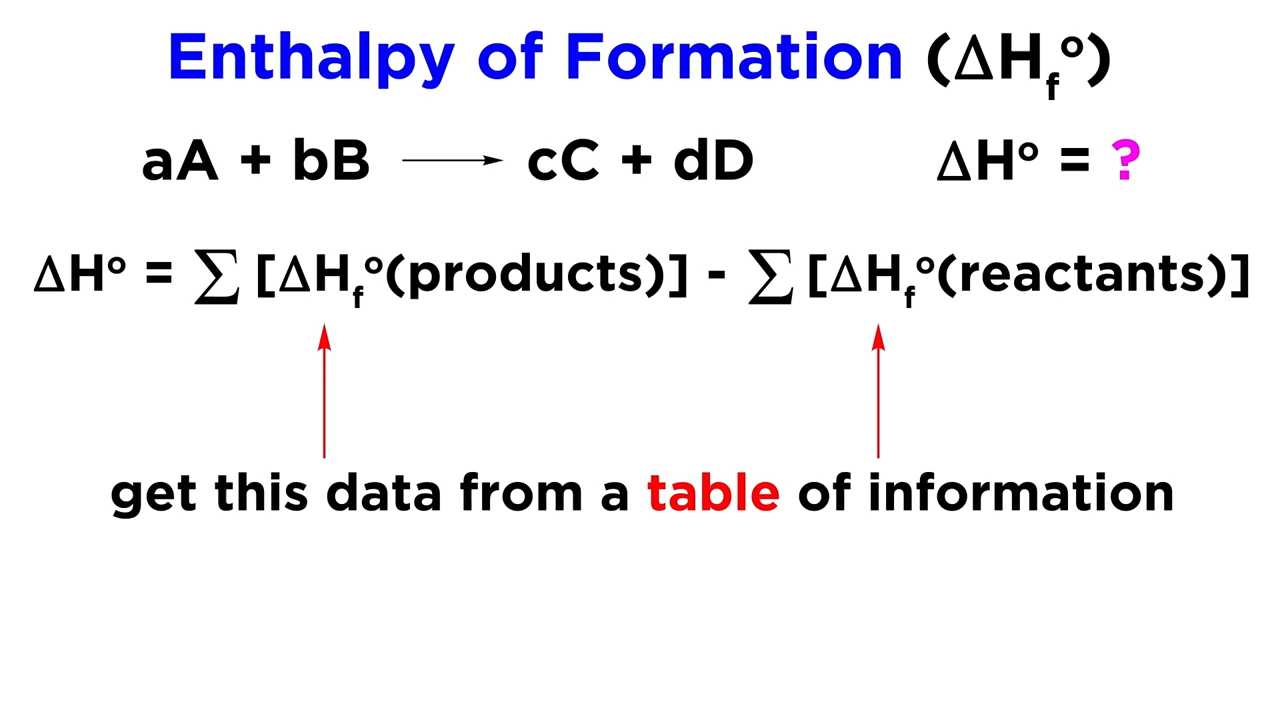 Enthalpy of Formation (ΔHf°)
aA + bB ⟶ cC + dD ΔH° = ?
ΔH° = ∑ [ΔHf°(products)] - ∑ [ΔHf°(reactants)]
get this data from a table of information